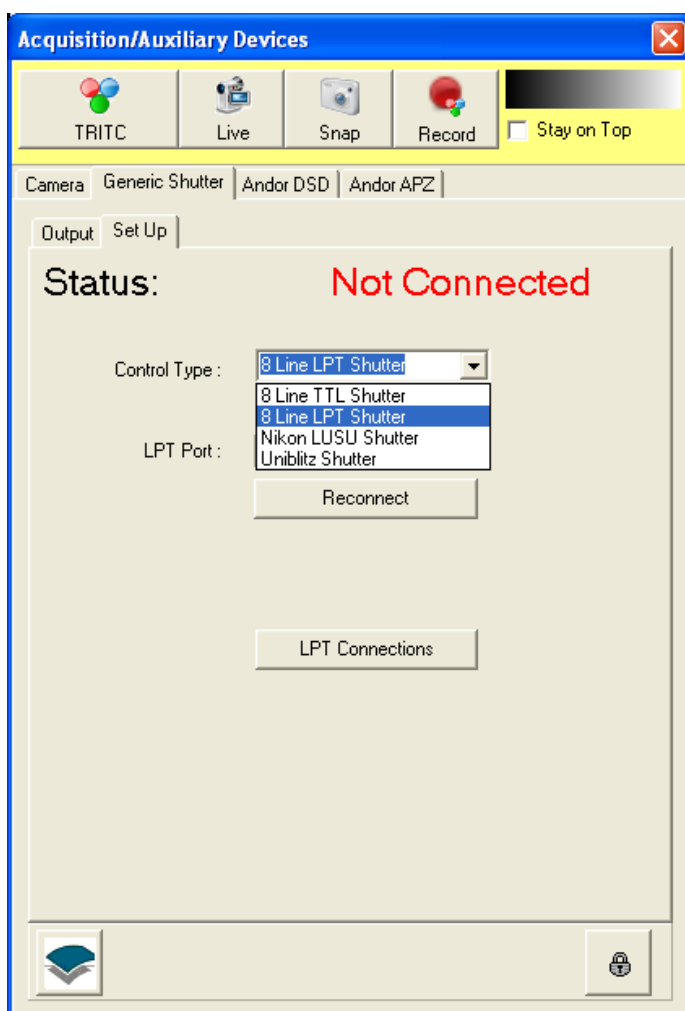 Acquisition/Auxiliary Devices
TRITC
Live
Snap
Record
Stay on Top
Camera
Generic Shutter
Andor DSD
Andor APZ
Output
Set Up
Status:
Not Connected
Control Type :
8 Line LPT Shutter
8 Line TTL Shutter
8 Line LPT Shutter
Nikon LUSU Shutter
Uniblitz Shutter
LPT Port :
Reconnect
LPT Connections